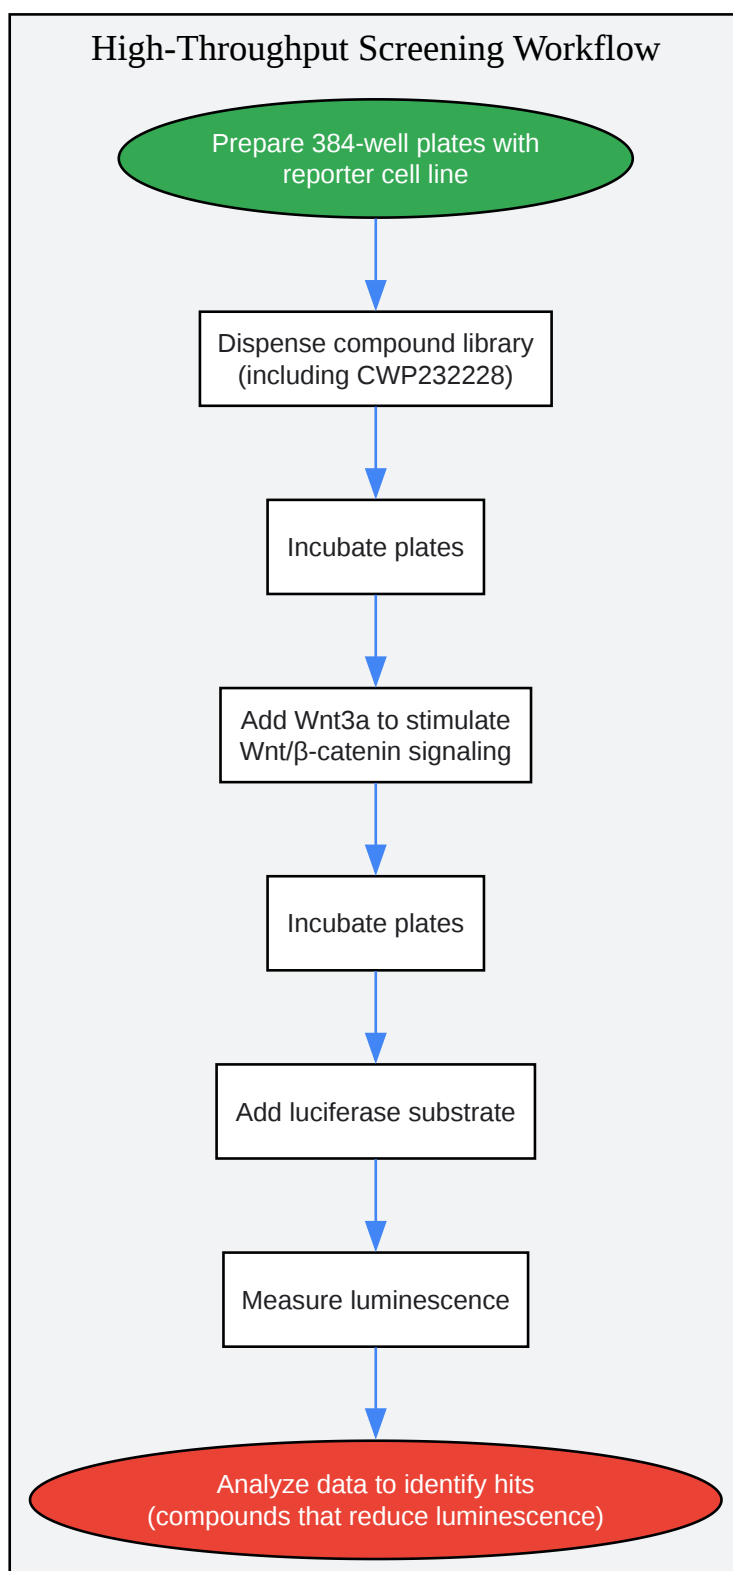 High-Throughput Screening Workflow
Prepare 384-well plates with
reporter cell line
Dispense compound library
(including CWP232228)
Incubate plates
Add Wnt3a to stimulate
Wnt/β-catenin signaling
Incubate plates
Add luciferase substrate
Measure luminescence
Analyze data to identify hits
(compounds that reduce luminescence)